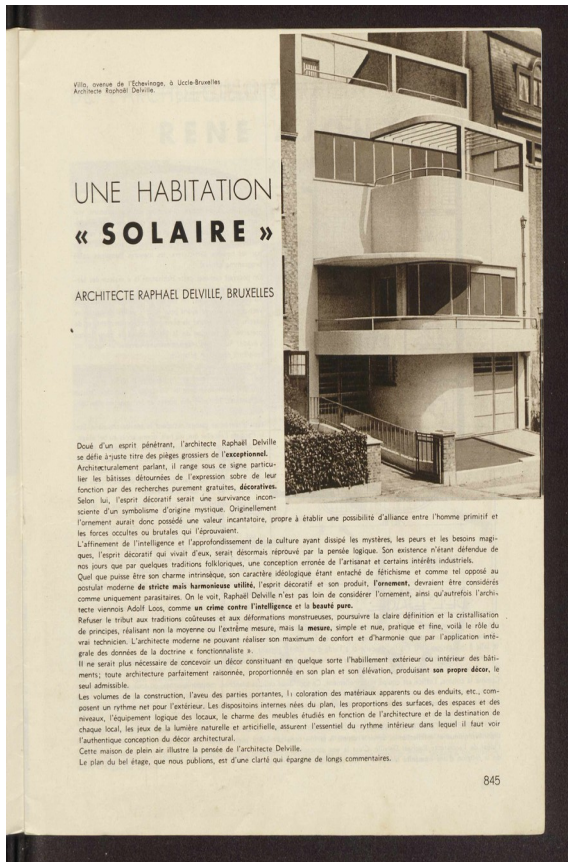 Villa, avenue de l'Echevinage, à Uccle-Bruxelles
Architecte Raphaël Delville.
UNE HABITATION
« SOLAIRE »
ARCHITECTE RAPHAEL DELVILLE, BRUXELLES
Doué d'un esprit pénétrant, l'architecte Raphaël Delville
se défie à juste titre des pièges grossiers de l'exceptionnel.
Architecturalement parlant, il range sous ce signe particu-
lier les bâtisses détournées de l'expression sobre de leur
fonction par des recherches purement gratuites, décoratives.
Selon lui, l'esprit décoratif serait une survivance incon-
sciente d'un symbolisme d'origine mystique. Originellement
l'ornement aurait donc possédé une valeur incantatoire, propre à établir une possibilité d'alliance entre l'homme primitif et
les forces occultes ou brutales qui l'éprouvaient.
L'affinement de l'intelligence et l'approfondissement de la culture ayant dissipé les mystères, les peurs et les besoins magi-
ques, l'esprit décoratif qui vivait d'eux, serait désormais réprouvé par la pensée logique. Son existence n'étant défendue de
nos jours que par quelques traditions folkloriques, une conception erronée de l'artisanat et certains intérêts industriels.
Quel que puisse être son charme intrinsèque, son caractère idéologique étant entaché de fétichisme et comme tel opposé au
postulat moderne de stricte mais harmonieuse utilité, l'esprit décoratif et son produit, l'ornement, devraient être considérés
comme uniquement parasitaires. On le voit, Raphaël Delville n'est pas loin de considérer l'ornement, ainsi qu'autrefois l'archi-
tecte viennois Adolf Loos, comme un crime contre l'intelligence et la beauté pure.
Refuser le tribut aux traditions coûteuses et aux déformations monstrueuses, poursuivre la claire définition et la cristallisation
de principes, réalisant non la moyenne ou l'extrême mesure, mais la mesure, simple et nue, pratique et fine, voilà le rôle du
vrai technicien. L'architecte moderne ne pouvant réaliser son maximum de confort et d'harmonie que par l'application inté-
grale des données de la doctrine « fonctionnaliste ».
Il ne serait plus nécessaire de concevoir un décor constituant en quelque sorte l'habillement extérieur ou intérieur des bâti-
ments; toute architecture parfaitement raisonnée, proportionnée en son plan et son élévation, produisant son propre décor, le
seul admissible.
Les volumes de la construction, l'aveu des parties portantes, la coloration des matériaux apparents ou des enduits, etc., com-
posent un rythme net pour l'extérieur. Les dispositoins internes nées du plan, les proportions des surfaces, des espaces et des
niveaux, l'équipement logique des locaux, le charme des meubles étudiés en fonction de l'architecture et de la destination de
chaque local, les jeux de la lumière naturelle et articifielle, assurent l'essentiel du rythme intérieur dans lequel il faut voir
l'authentique conception du décor architectural.
Cette maison de plein air illustre la pensée de l'architecte Delville.
Le plan du bel étage, que nous publions, est d'une clarté qui épargne de longs commentaires.
845